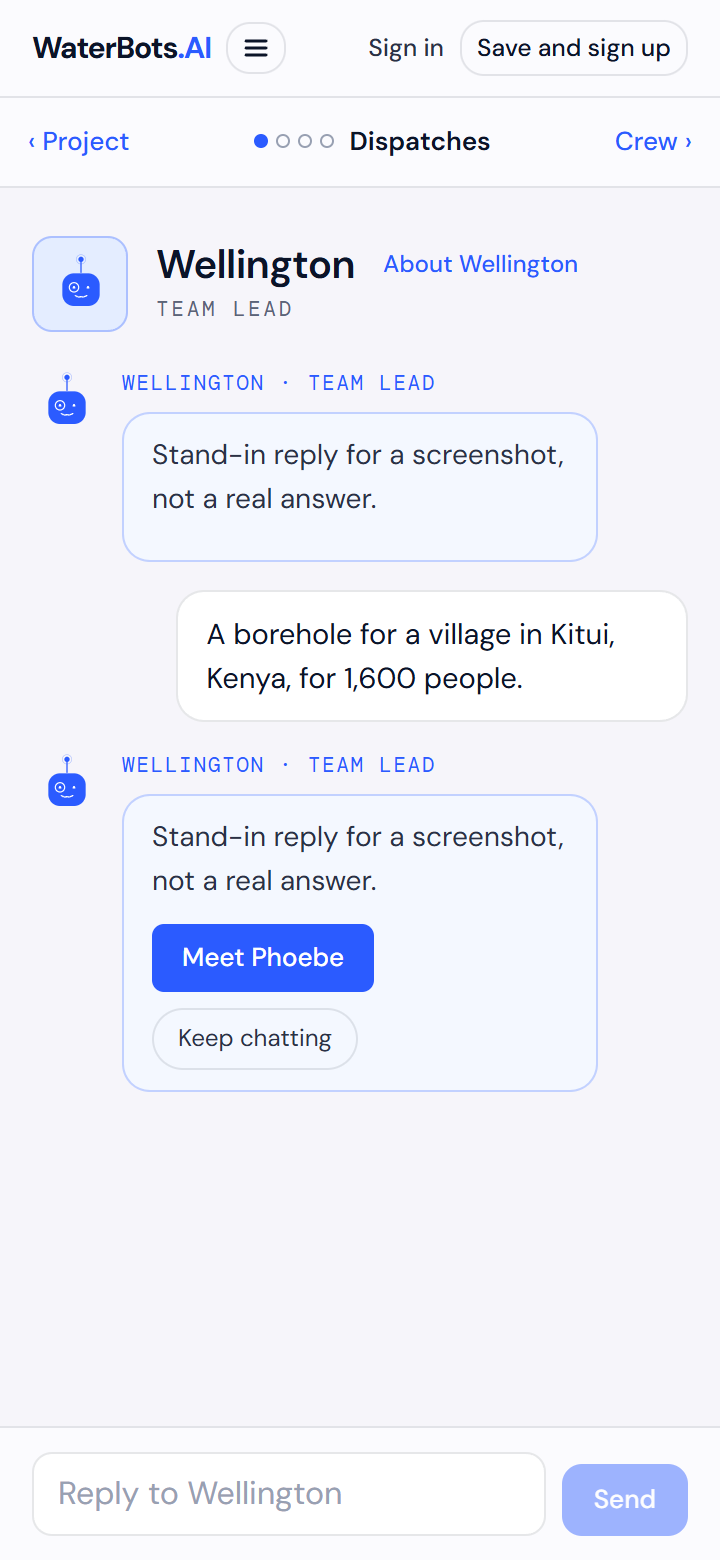 WaterBots.AI
Sign in
Save and sign up
‹ Project
Dispatches
Crew ›
Wellington
About Wellington
TEAM LEAD
WELLINGTON · TEAM LEAD
Stand-in reply for a screenshot,
not a real answer.
A borehole for a village in Kitui,
Kenya, for 1,600 people.
WELLINGTON · TEAM LEAD
Stand-in reply for a screenshot,
not a real answer.
Meet Phoebe
Keep chatting
Reply to Wellington
Send